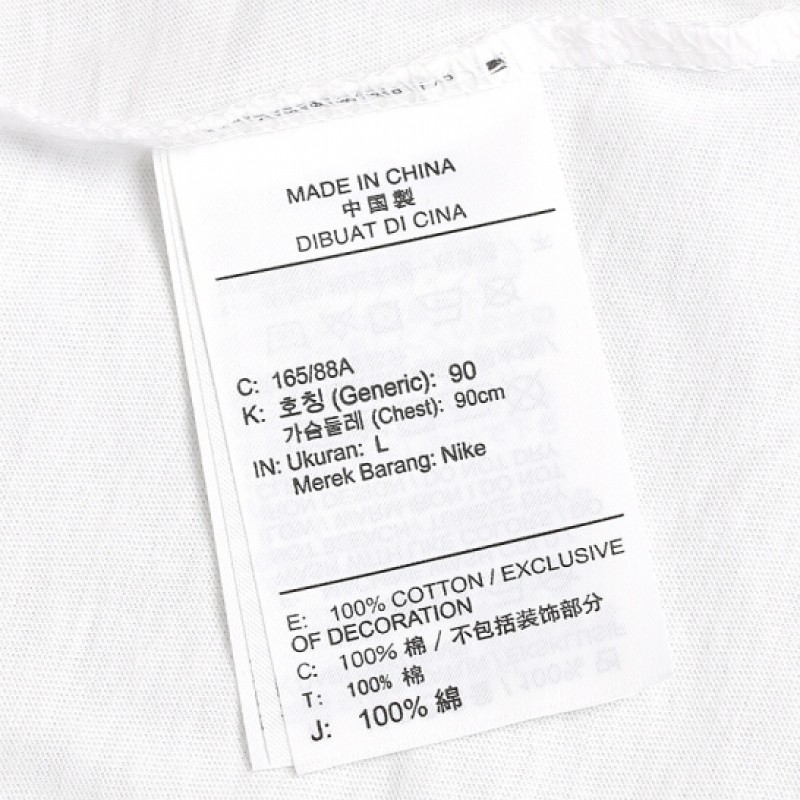 MADE IN CHINA
中国製
DIBUAT DI CINA
C: 165/88A
K: 호칭 (Generic): 90
가슴둘레 (Chest): 90cm
IN: Ukuran: L
Merek Barang: Nike
E: 100% COTTON / EXCLUSIVE
OF DECORATION
C: 100% 棉 / 不包括装饰部分
T: 100% 棉
J: 100% 綿